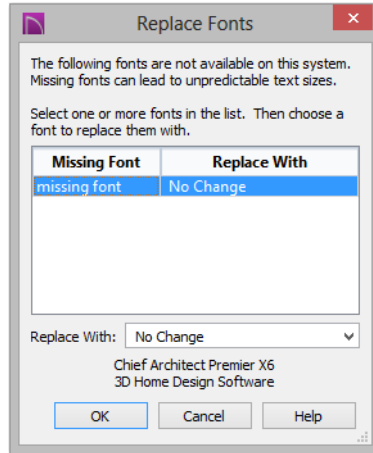 Replace Fonts
The following fonts are not available on this system.
Missing fonts can lead to unpredictable text sizes.
Select one or more fonts in the list. Then choose a
font to replace them with.
Missing Font Replace With
missing font No Change
Replace With: No Change
Chief Architect Premier X6
3D Home Design Software
OK Cancel Help